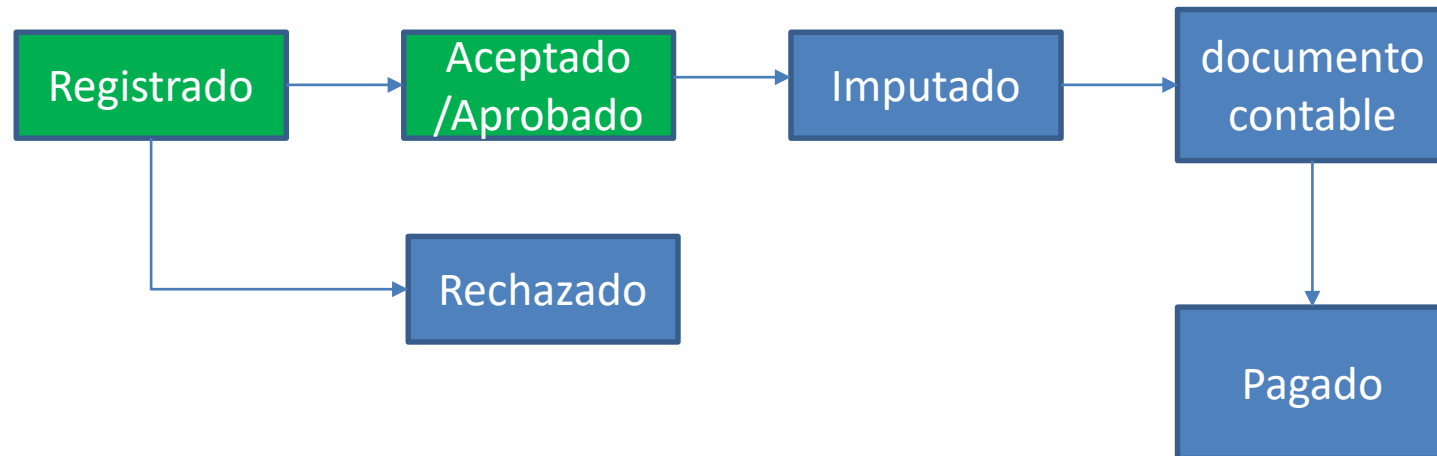 Registrado
Aceptado
/Aprobado
Imputado
documento
contable
Rechazado
Pagado